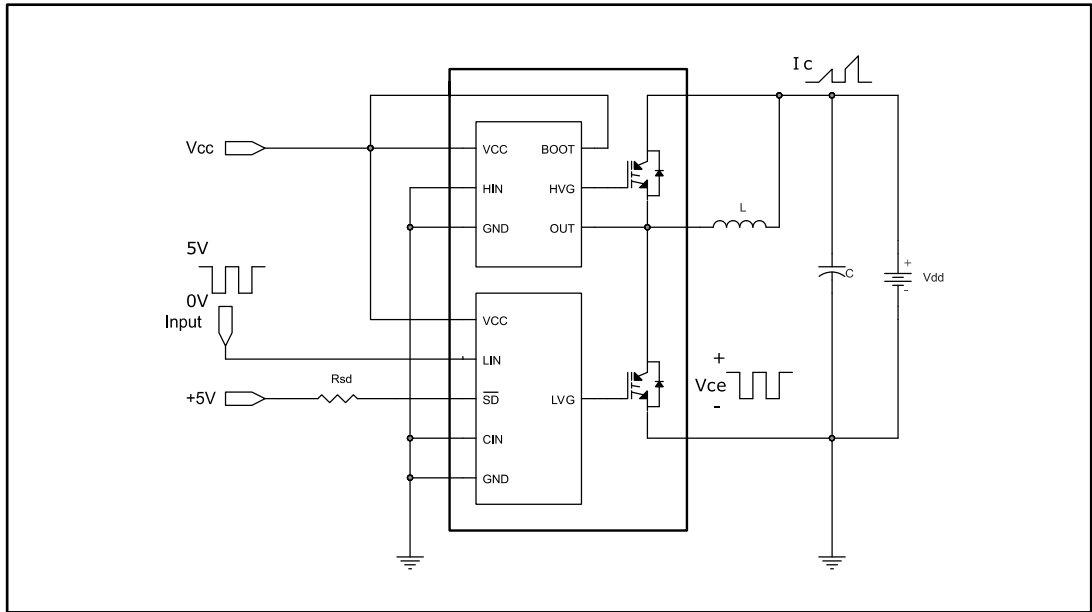 Ic
Vcc
VCC BOOT
HIN HVG
GND OUT
L
5V
0V
Input
VCC
LIN
+5V
Rsd
SD LVG
CIN
GND
+
Vce
-
C
+
-
Vdd